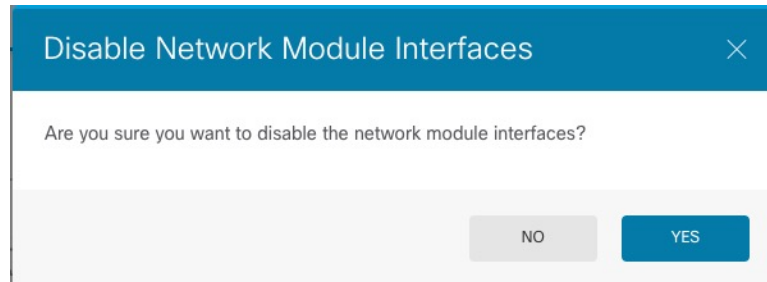 Disable Network Module Interfaces
Are you sure you want to disable the network module interfaces?
NO
YES